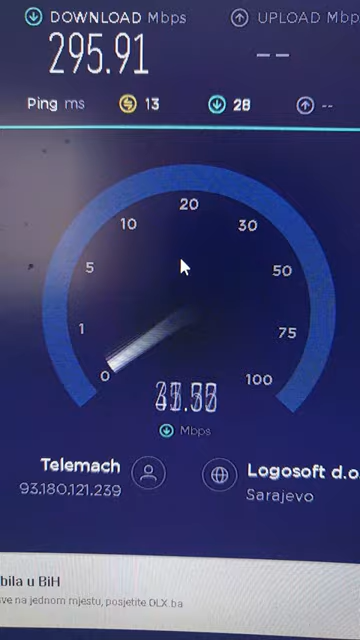 DOWNLOAD Mbps
UPLOAD Mbp
295.91
--
Ping ms 13 28 --
20
10 30
5 50
1 75
0 100
Mbps
Telemach
93.180.121.239
Logosoft d.o
Sarajevo
bila u BiH
ve na jednom mjestu, posjetite DLX.ba